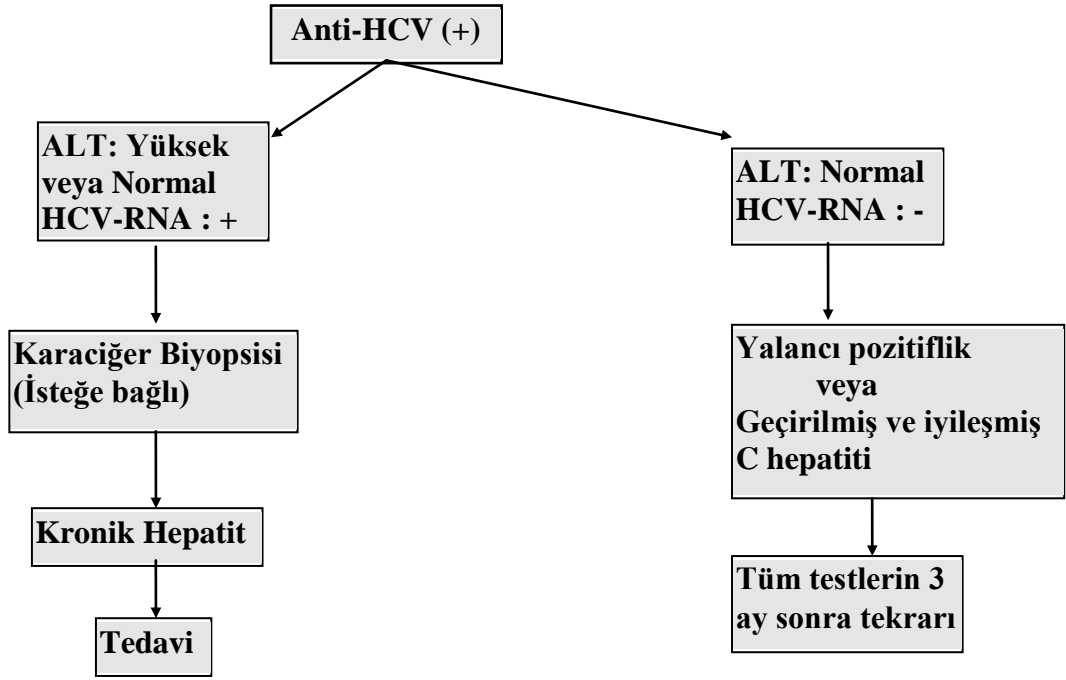 Anti-HCV (+)
ALT: Yüksek
veya Normal
HCV-RNA : +
Karaciğer Biyopsisi
(İsteğe bağlı)
Kronik Hepatit
Tedavi
ALT: Normal
HCV-RNA : -
Yalancı pozitiflik
veya
Geçirilmiş ve iyileşmiş
C hepatiti
Tüm testlerin 3
ay sonra tekrarı